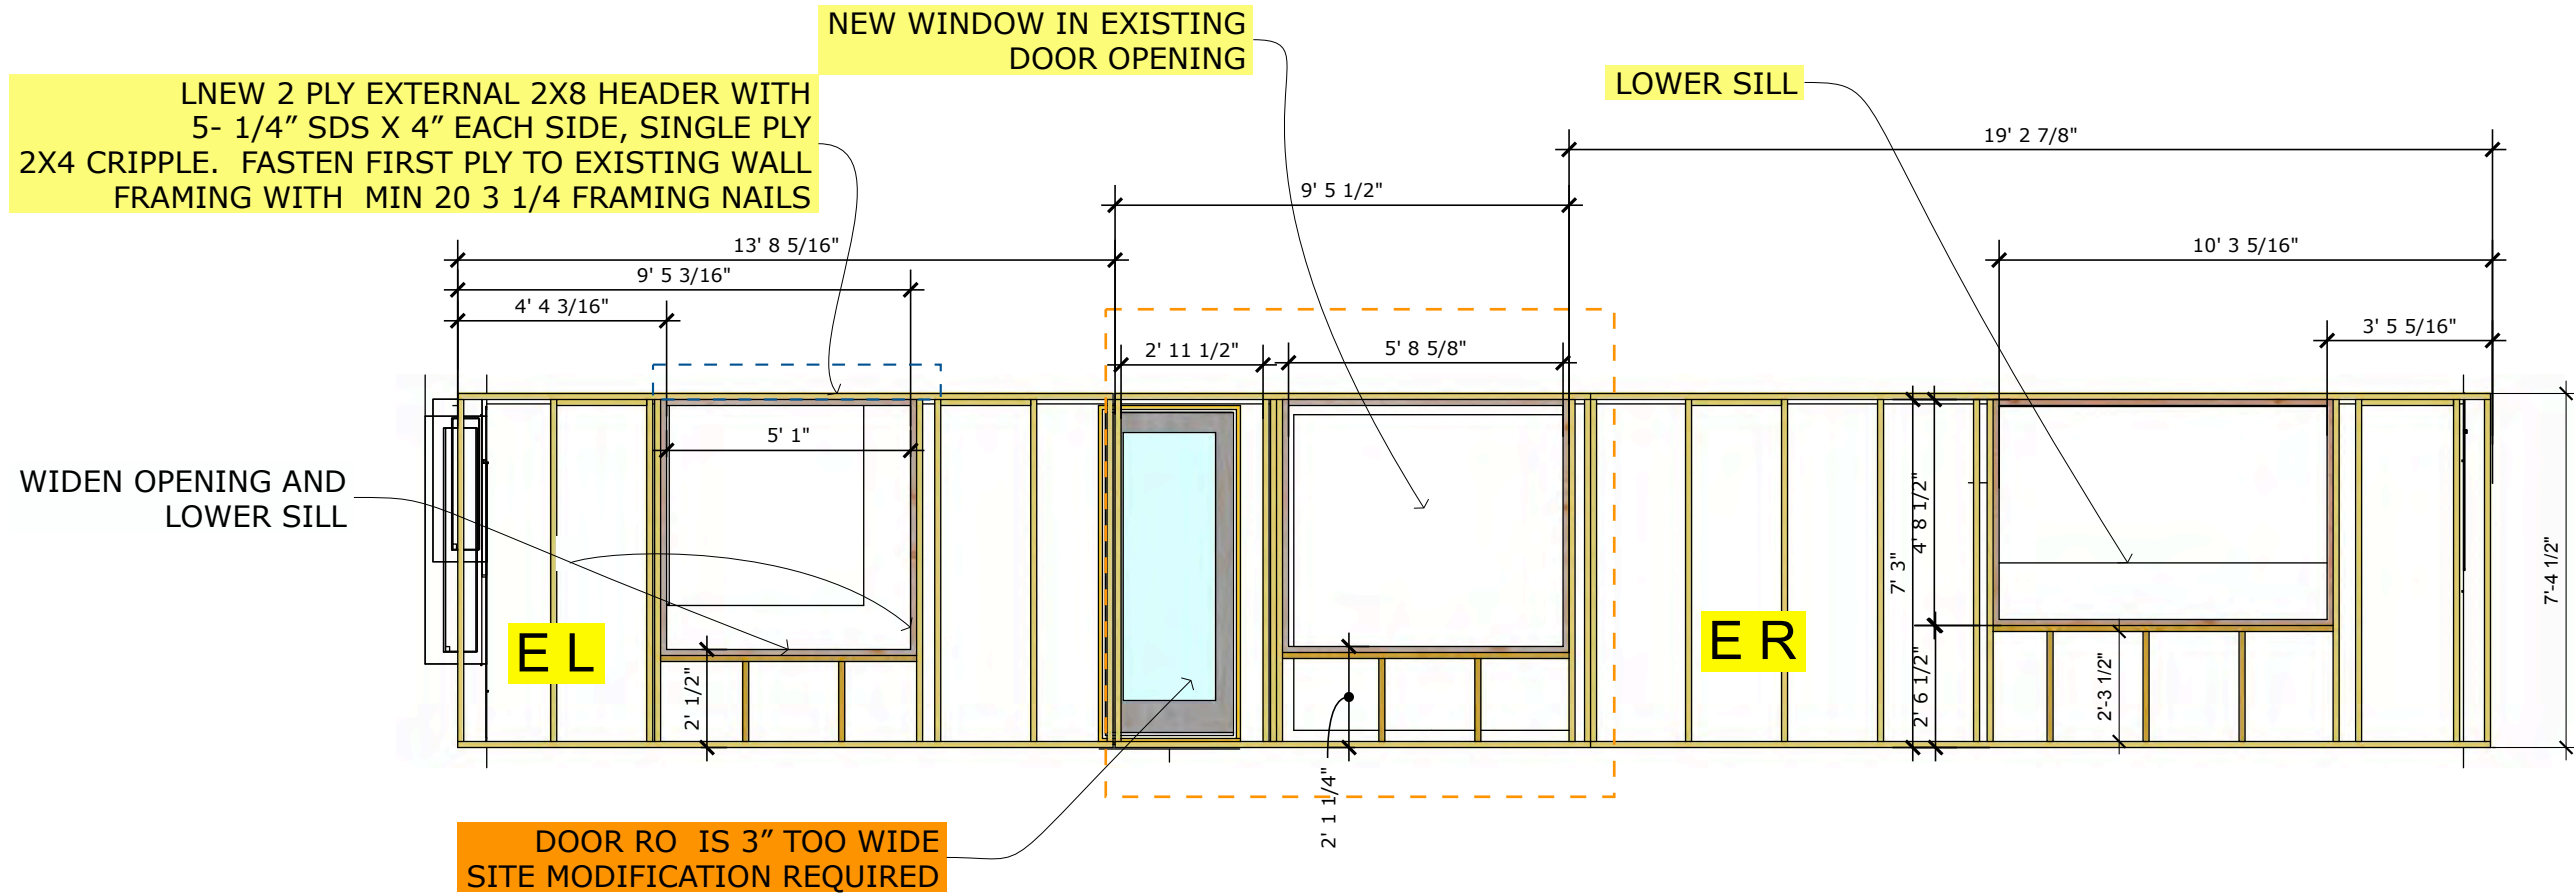 NEW WINDOW IN EXISTING
DOOR OPENING
LNEW 2 PLY EXTERNAL 2X8 HEADER WITH
5- 1/4” SDS X 4” EACH SIDE, SINGLE PLY
2X4 CRIPPLE. FASTEN FIRST PLY TO EXISTING WALL
FRAMING WITH MIN 20 3 1/4 FRAMING NAILS
LOWER SILL
19' 2 7/8"
9' 5 1/2"
13' 8 5/16"
10' 3 5/16"
9' 5 3/16"
4' 4 3/16"
3' 5 5/16"
2' 11 1/2"
5' 8 5/8"
5' 1"
WIDEN OPENING AND
LOWER SILL
4' 8 1/2"
7' 3"
7'-4 1/2"
E L
E R
2' 1/2"
2' 6 1/2"
2'-3 1/2"
2' 1 1/4"
DOOR RO IS 3” TOO WIDE
SITE MODIFICATION REQUIRED